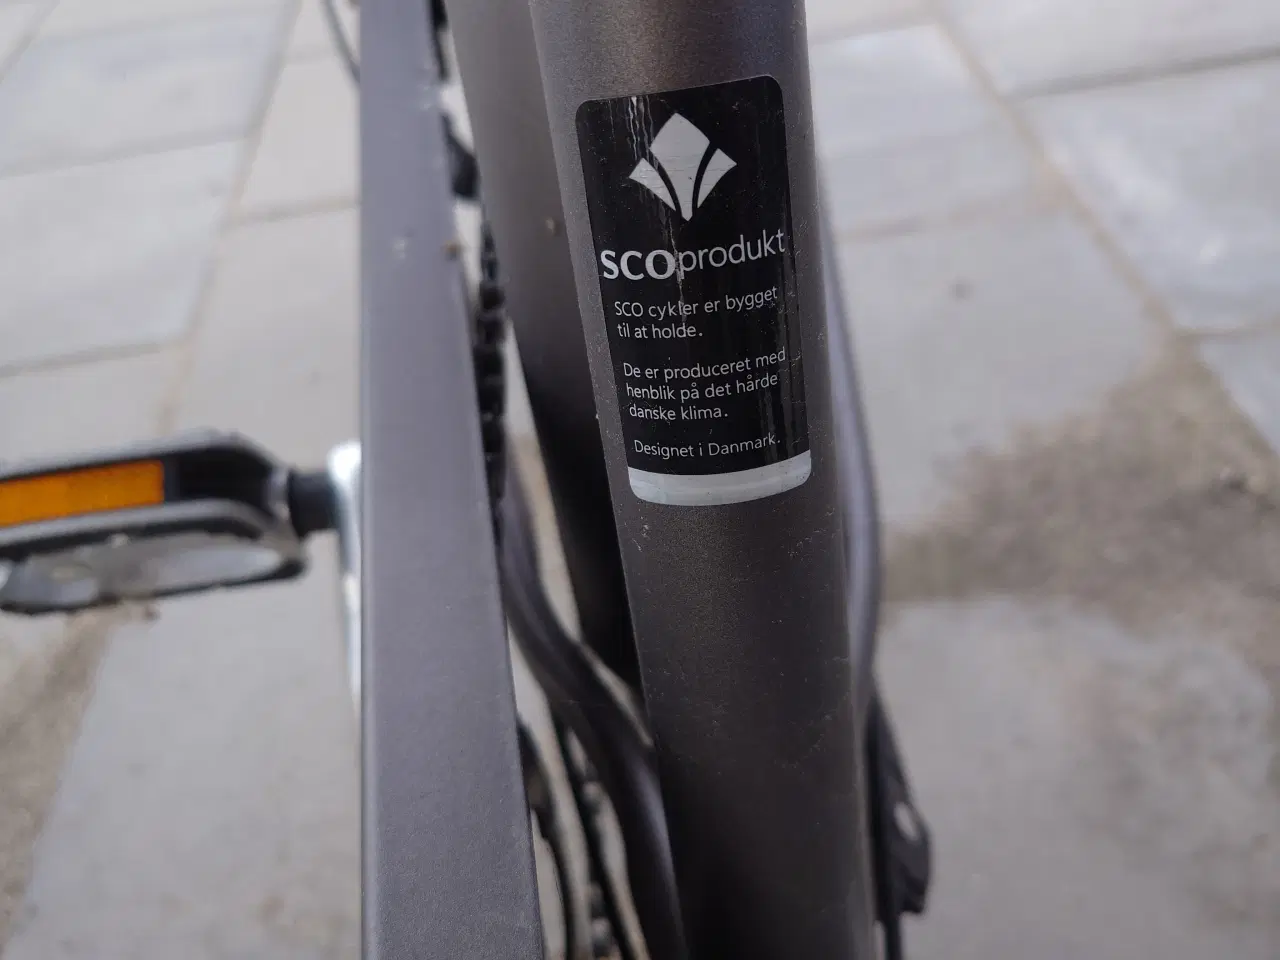 SCOprodukt
SCO cykler er bygget
til at holde.
De er produceret med
henblik på det hårde
danske klima.
Designet i Danmark.